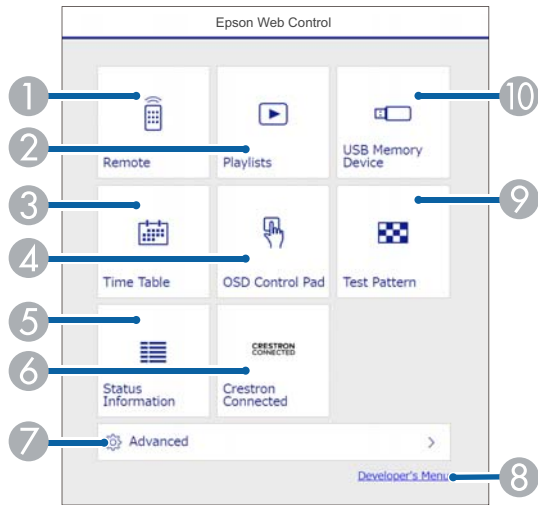 Epson Web Control
1
Remote
2
Playlists
10
USB Memory
Device
3
Time Table
4
OSD Control Pad
9
Test Pattern
5
Status
Information
6
CRESTRON
CONNECTED
Crestron
Connected
7
Advanced
8
Developer's Menu